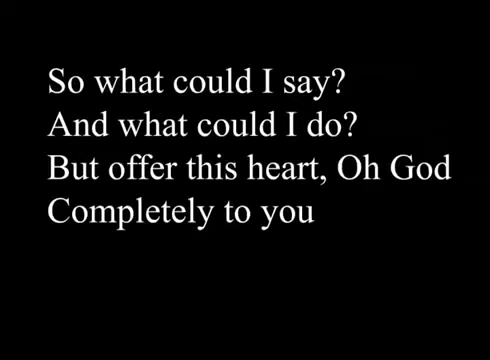 So what could I say?
And what could I do?
But offer this heart, Oh God
Completely to you